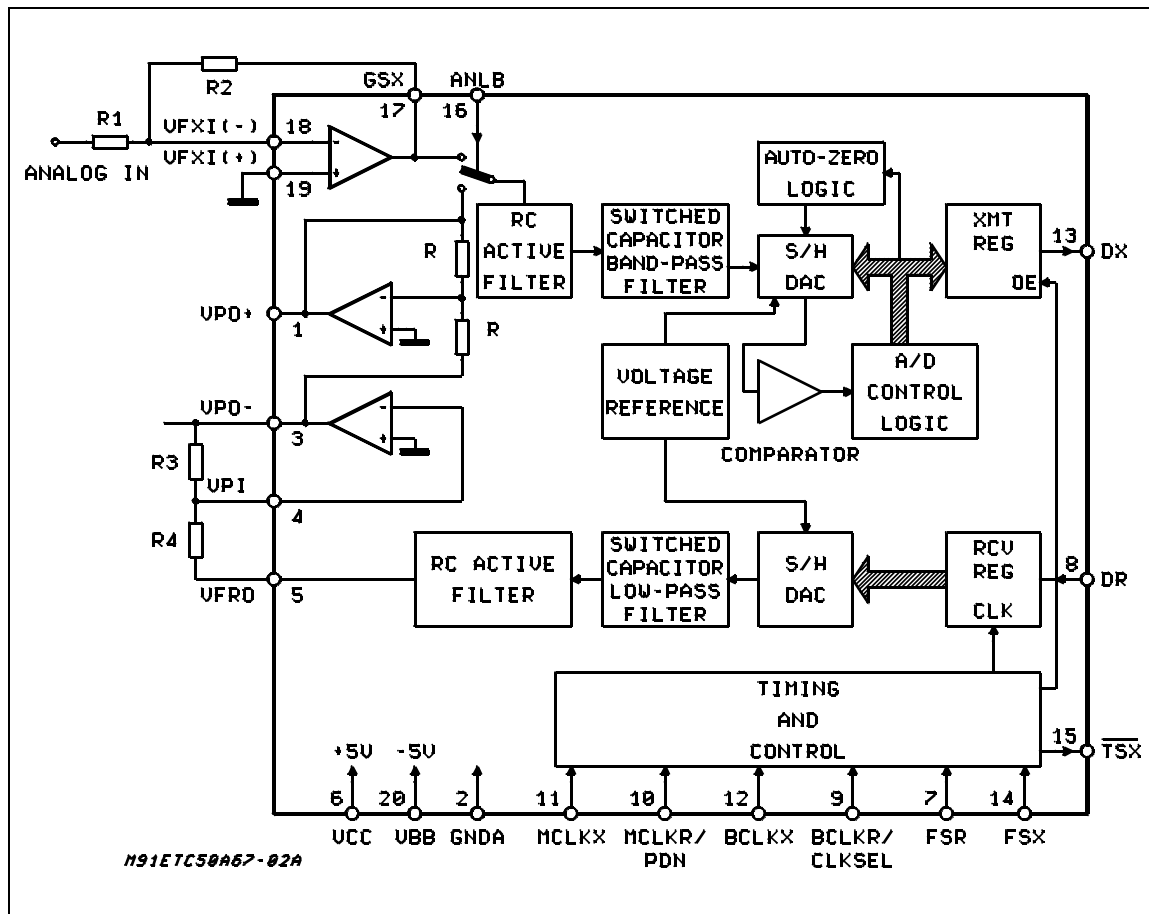 R2
GSX
ANLB
17
16
R1
VFXI(-)
18
-
VFXI(+)
+
19
ANALOG IN
AUTO-ZERO
LOGIC
RC
ACTIVE
FILTER
SWITCHED
CAPACITOR
BAND-PASS
FILTER
S/H
DAC
XMT
REG
OE
13
DX
R
R
VPO+
1
-
+
VOLTAGE
REFERENCE
COMPARATOR
A/D
CONTROL
LOGIC
VPO-
3
-
+
R3
VPI
4
R4
VFRO
5
RC ACTIVE
FILTER
SWITCHED
CAPACITOR
LOW-PASS
FILTER
S/H
DAC
RCV
REG
CLK
8
DR
TIMING
AND
CONTROL
15
TSX
+5V
-5V
6
20
2
11
10
12
9
7
14
VCC
VBB
GNDA
MCLKX
MCLKR/
PDN
BCLKX
BCLKR/
CLKSEL
FSR
FSX
M91ETC50A67-02A